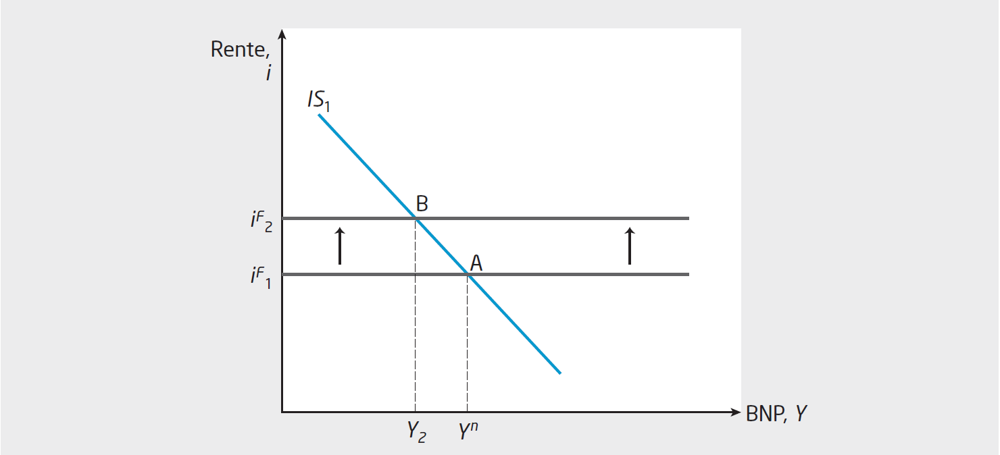 Rente,
i
IS₁
B
iF₂
A
iF₁
BNP, Y
Y₂
Yⁿ